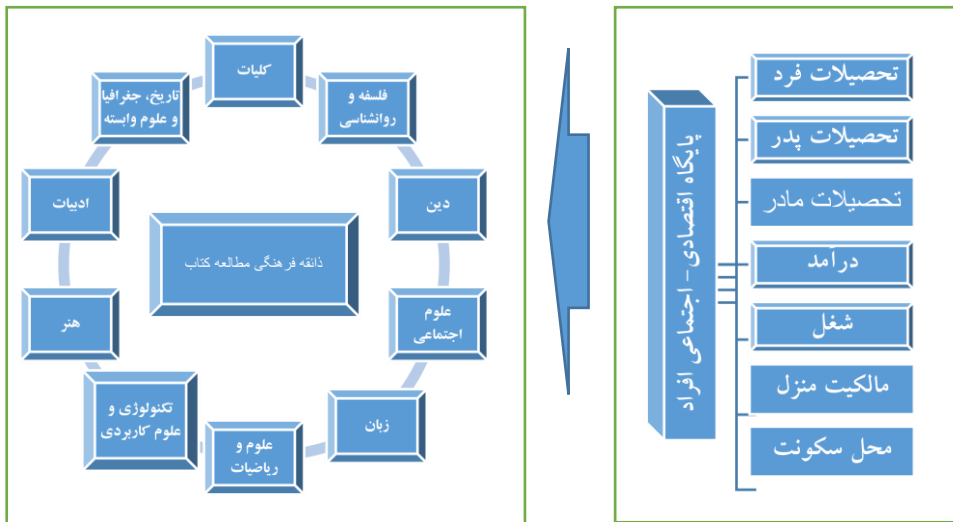 پایگاه اقتصادی- اجتماعی افراد
تحصیلات فرد
تحصیلات پدر
تحصیلات مادر
درآمد
شغل
مالکیت منزل
محل سکونت
ذائقه فرهنگی مطالعه کتاب
کلیات
فلسفه و
روانشناسی
دین
علوم
اجتماعی
زبان
علوم و
ریاضیات
تکنولوژی و
علوم کاربردی
هنر
ادبیات
تاریخ، جغرافیا
و علوم وابسته